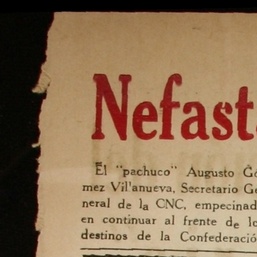 Nefast
El "pachuco" Augusto Gó
mez Vil'anueva, Secretario Ge
neral de la CNC, empecinad
en continuar al frente de lo
destinos de la Confederació